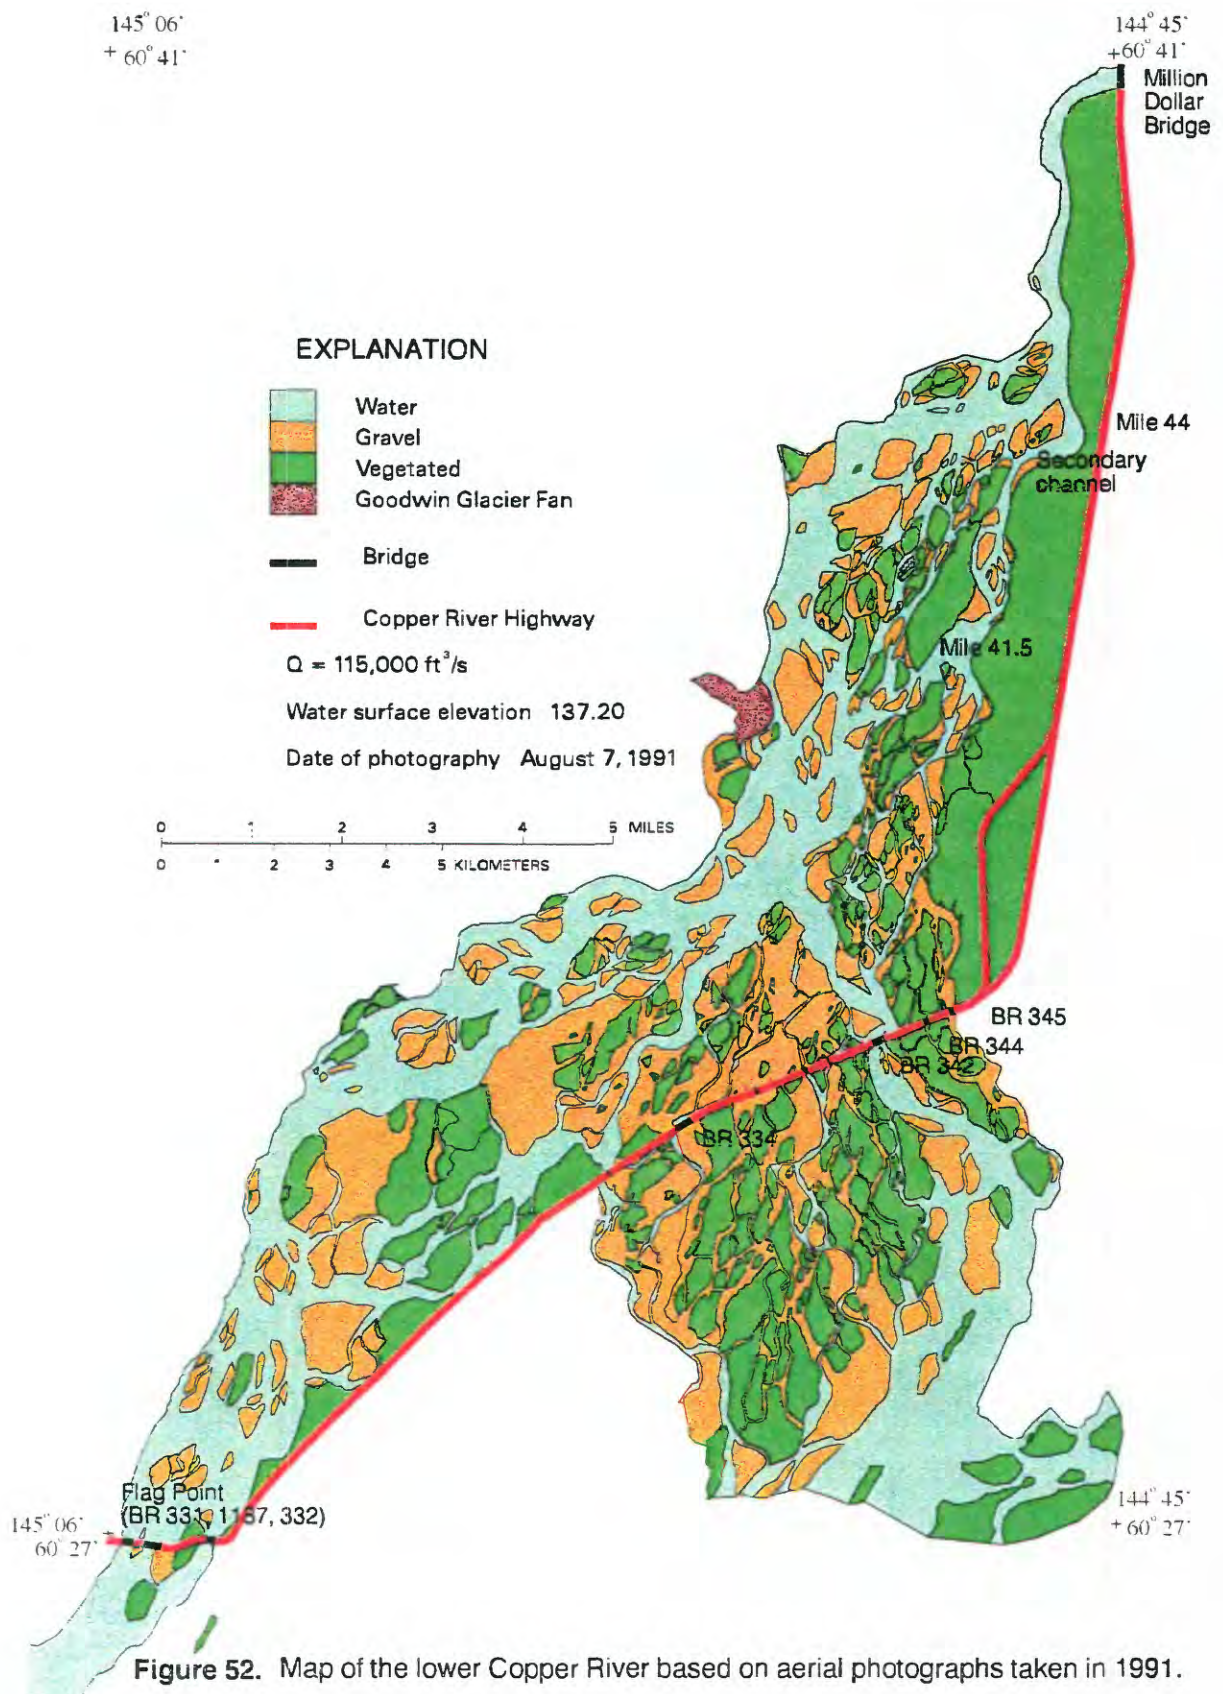 145° 06'
+ 60° 41'
144° 45'
+60° 41'
Million
Dollar
Bridge
EXPLANATION
Water
Gravel
Vegetated
Goodwin Glacier Fan
Bridge
Copper River Highway
Q = 115,000 ft³/s
Water surface elevation 137.20
Date of photography August 7, 1991
Mile 44
Secondary
channel
Mile 41.5
0 1 2 3 4 5 MILES
0 2 3 4 5 KILOMETERS
BR 345
BR 344
BR 342
BR 334
Flag Point
(BR 331, 1187, 332)
145° 06'
60° 27'
144° 45'
+ 60° 27'
Figure 52. Map of the lower Copper River based on aerial photographs taken in 1991.